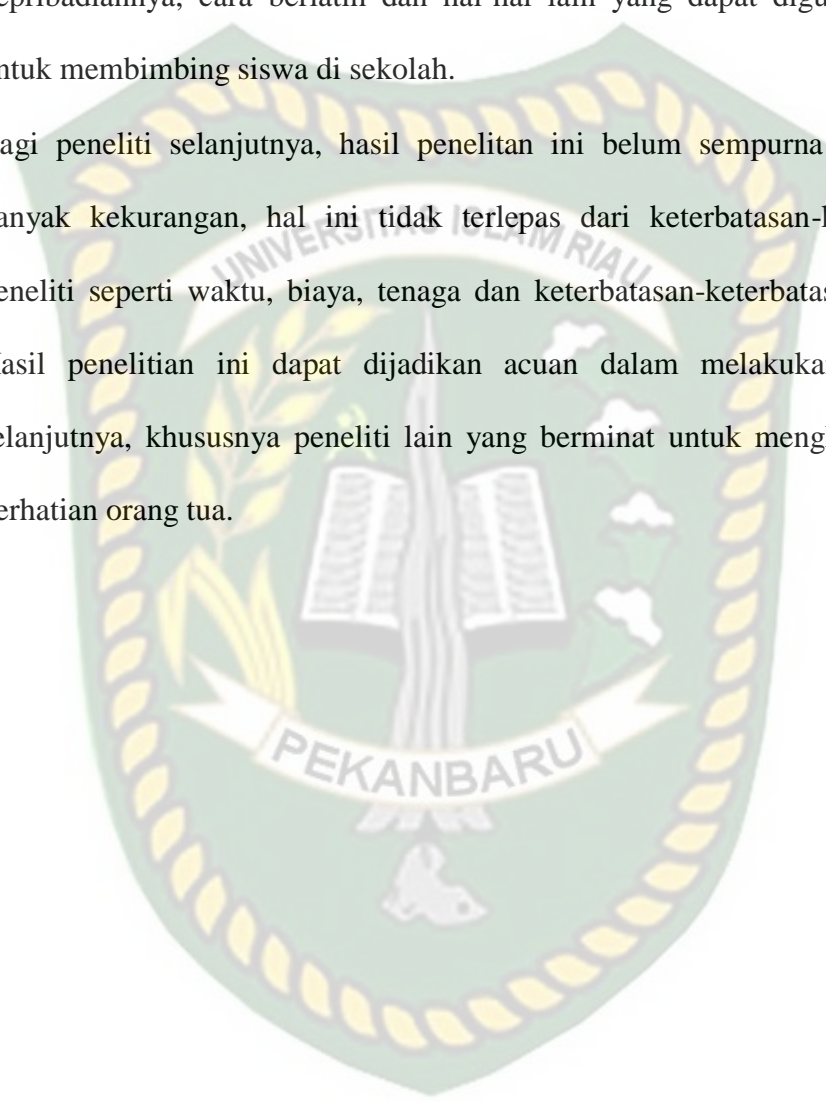 epribadiannya, cara berlatih dan hal-hal lain yang dapat digu
ntuk membimbing siswa di sekolah.
agi peneliti selanjutnya, hasil penelitan ini belum sempurna
anyak kekurangan, hal ini tidak terlepas dari keterbatasan-
eneliti seperti waktu, biaya, tenaga dan keterbatasan-keterbatas
asil penelitian ini dapat dijadikan acuan dalam melakuka
elanjutnya, khususnya peneliti lain yang berminat untuk meng
erhatian orang tua.
UNIVERSITAS ISLAM RIAU
PEKANBARU